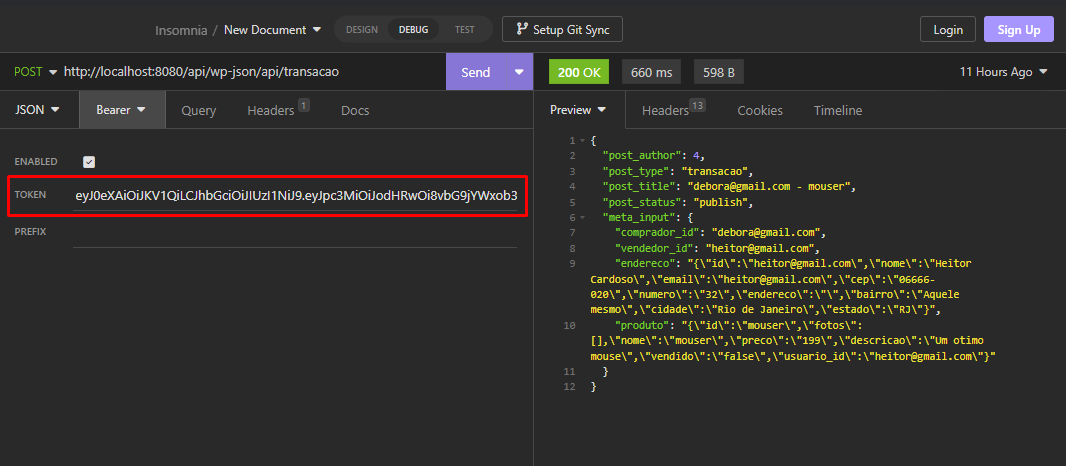 Insomnia / New Document
DESIGN DEBUG TEST
Setup Git Sync
Login
Sign Up
POST http://localhost:8080/api/wp-json/api/transacao
Send
200 OK
660 ms
598 B
11 Hours Ago
JSON
Bearer
Query
Headers 1
Docs
Preview
Headers 13
Cookies
Timeline
ENABLED
TOKEN eyJ0eXAiOiJKV1QiLCJhbGciOiJIUzI1NiJ9.eyJpc3MiOiJodHRwOi8vbG9jYWxob3
PREFIX
1 {
2 "post_author": 4,
3 "post_type": "transacao",
4 "post_title": "debora@gmail.com - mouser",
5 "post_status": "publish",
6 "meta_input": {
7 "comprador_id": "debora@gmail.com",
8 "vendedor_id": "heitor@gmail.com",
9 "endereco": "{\"id\":\"heitor@gmail.com\",\"nome\":\"Heitor
Cardoso\",\"email\":\"heitor@gmail.com\",\"cep\":\"06666-
020\",\"numero\":\"32\",\"endereco\":\"\",\"bairro\":\"Aquele
mesmo\",\"cidade\":\"Rio de Janeiro\",\"estado\":\"RJ\"}",
10 "produto": "{\"id\":\"mouser\",\"fotos\":
[],\"nome\":\"mouser\",\"preco\":\"199\",\"descricao\":\"Um otimo
mouse\",\"vendido\":\"false\",\"usuario_id\":\"heitor@gmail.com\"}"
11 }
12 }